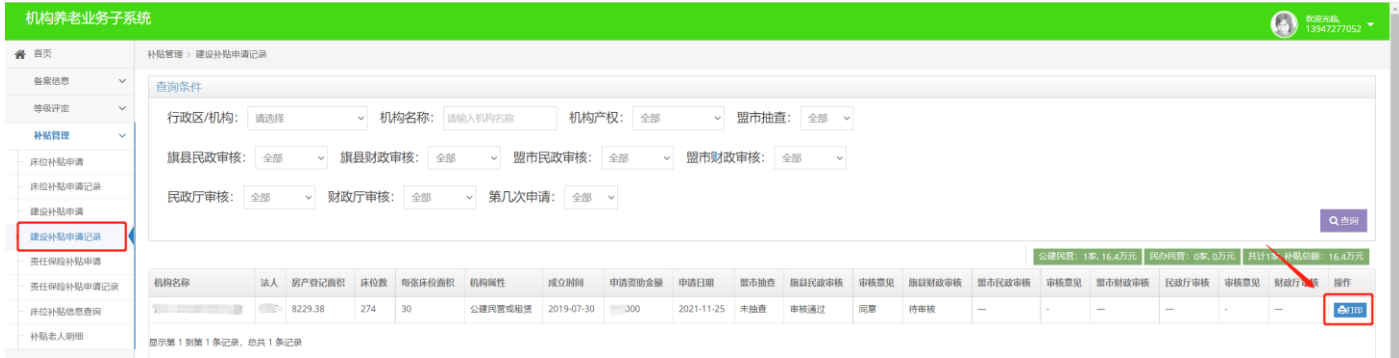 机构养老业务子系统
欢迎光临,
13947277052
首页
补贴管理 > 建设补贴申请记录
备案信息
等级评定
补贴管理
床位补贴申请
床位补贴申请记录
建设补贴申请
建设补贴申请记录
责任保险补贴申请
责任保险补贴申请记录
床位补贴信息查询
补贴老人明细
查询条件
行政区/机构: 请选择 机构名称: 请输入机构名称 机构产权: 全部 盟市抽查: 全部
旗县民政审核: 全部 旗县财政审核: 全部 盟市民政审核: 全部 盟市财政审核: 全部
民政厅审核: 全部 财政厅审核: 全部 第几次申请: 全部
查询
公建民营: 1家, 16.4万元 民办民营: 0家, 0万元 共计1家, 补贴总额: 16.4万元
机构名称 法人 房产登记面积 床位数 每张床位面积 机构属性 成立时间 申请资助金额 申请日期 盟市抽查 旗县民政审核 审核意见 旗县财政审核 盟市民政审核 审核意见 盟市财政审核 民政厅审核 审核意见 财政厅审核 操作
8229.38 274 30 公建民营或租赁 2019-07-30 000 2021-11-25 未抽查 审核通过 同意 待审核 — - — — - — 打印
显示第 1 到第 1 条记录，总共 1 条记录